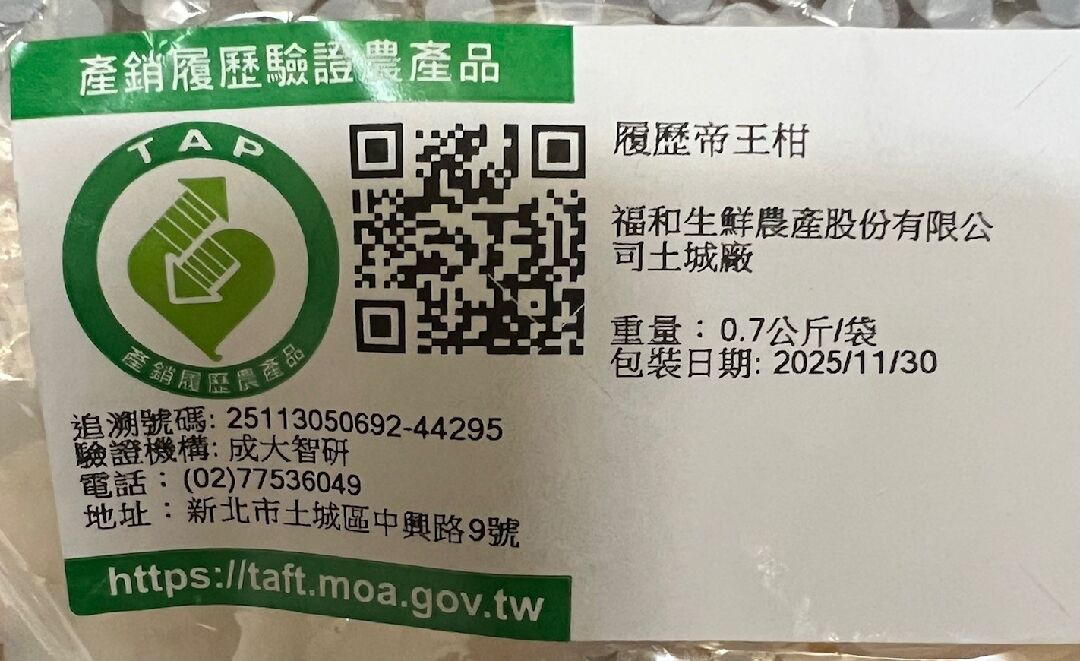 產銷履歷驗證農產品
TAP
產銷履歷農產品
追溯號碼: 25113050692-44295
驗證機構: 成大智研
電話：(02)77536049
地址：新北市土城區中興路9號
https://taft.moa.gov.tw
履歷帝王柑
福和生鮮農產股份有限公
司土城廠
重量：0.7公斤/袋
包裝日期: 2025/11/30